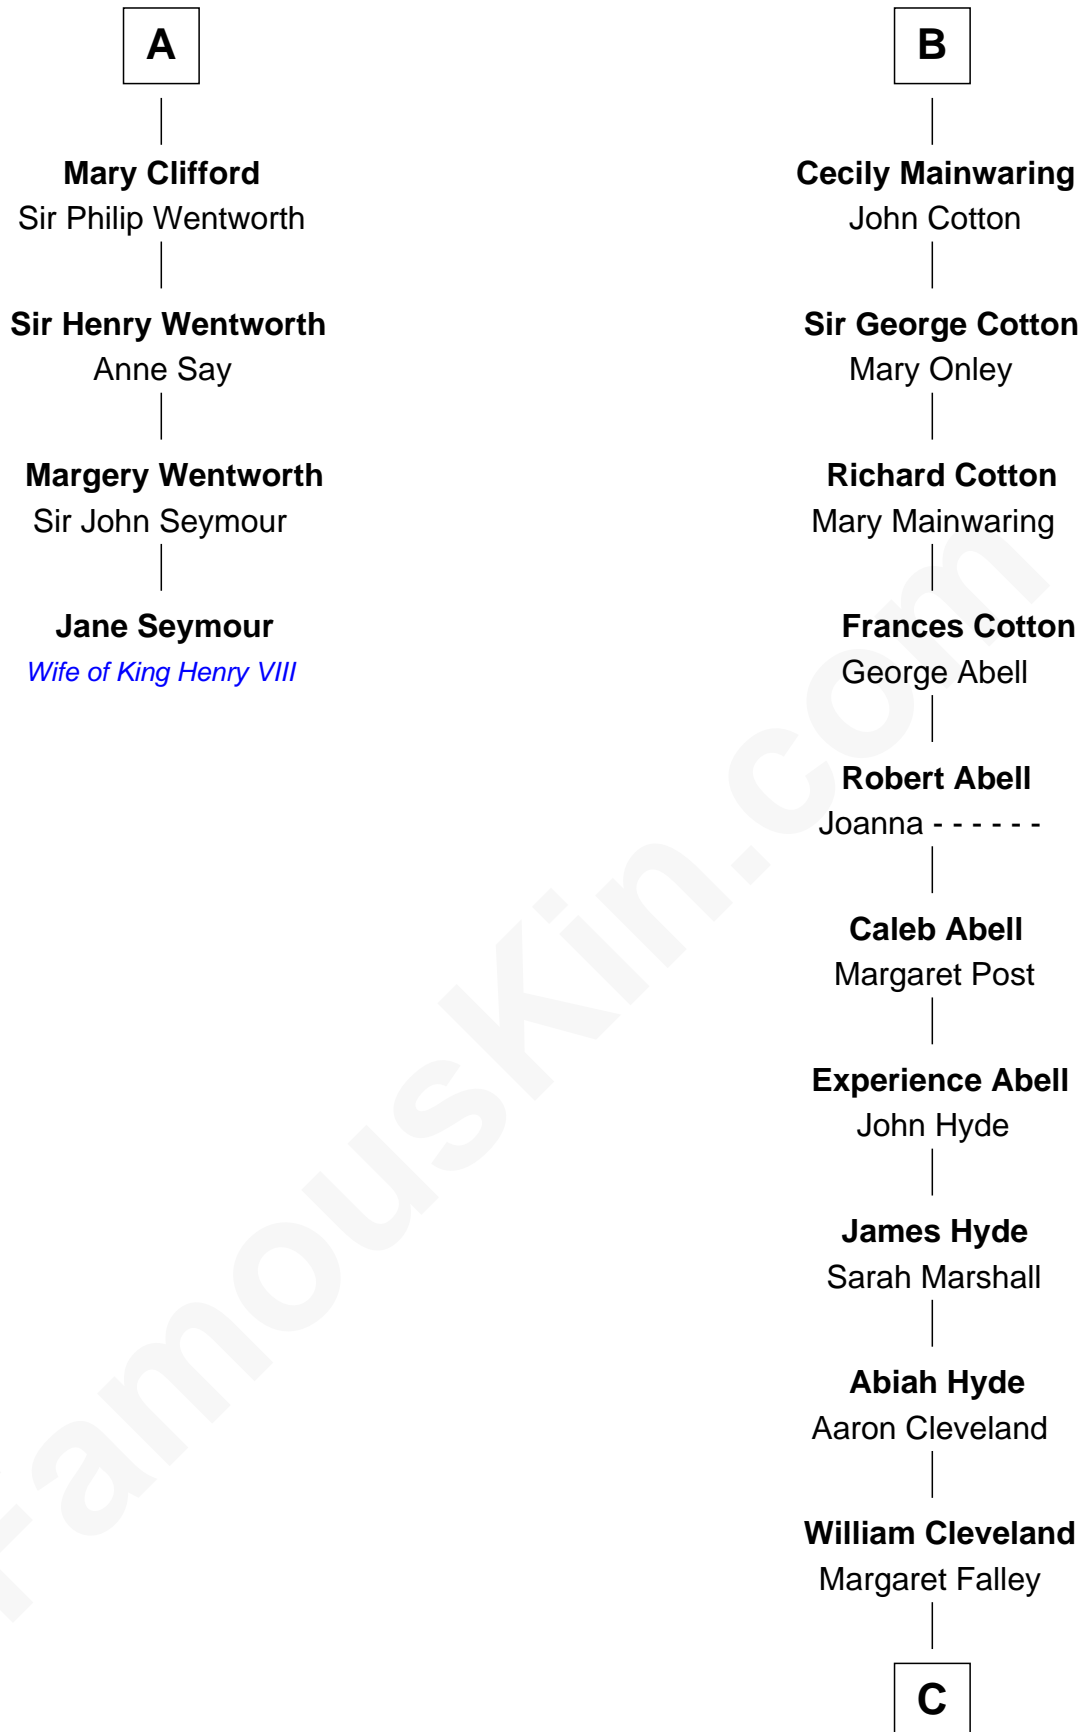 A
Mary Clifford
Sir Philip Wentworth
Sir Henry Wentworth
Anne Say
Margery Wentworth
Sir John Seymour
Jane Seymour
Wife of King Henry VIII
B
Cecily Mainwaring
John Cotton
Sir George Cotton
Mary Onley
Richard Cotton
Mary Mainwaring
Frances Cotton
George Abell
Robert Abell
Joanna - - - - - -
Caleb Abell
Margaret Post
Experience Abell
John Hyde
James Hyde
Sarah Marshall
Abiah Hyde
Aaron Cleveland
William Cleveland
Margaret Falley
C
FamousKin.com